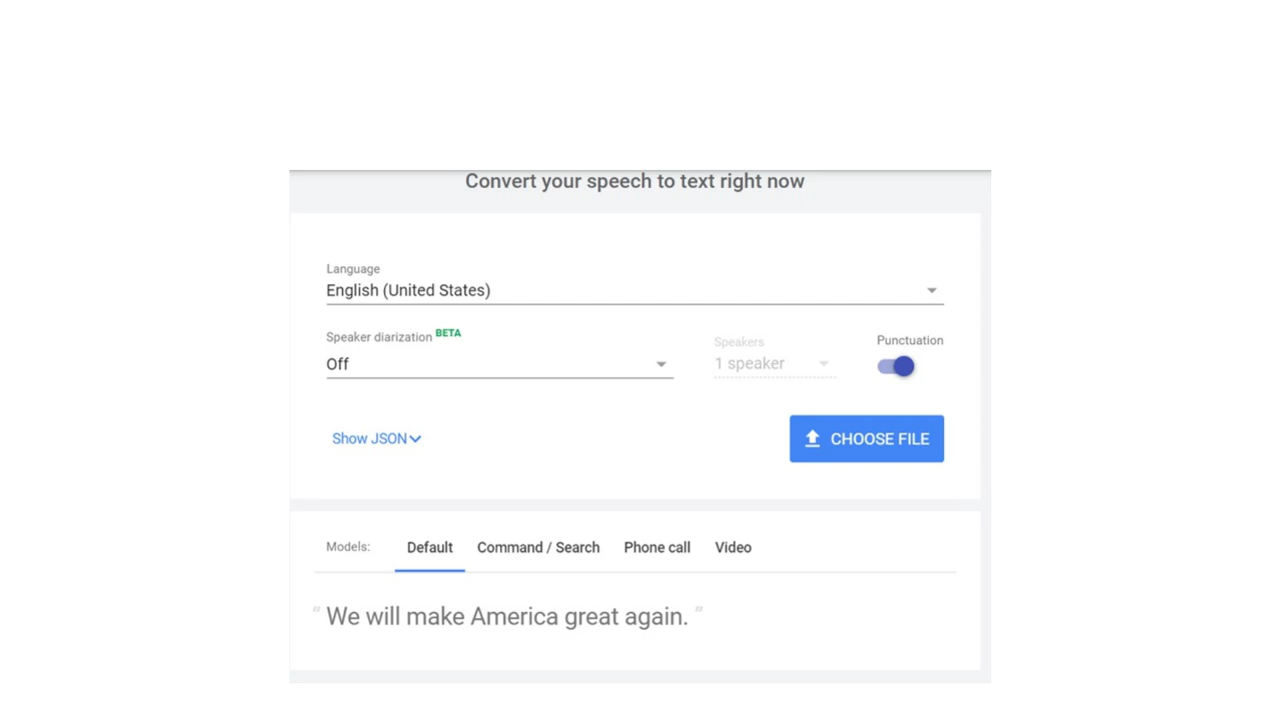 Convert your speech to text right now
Language
English (United States)
Speaker diarization BETA
Off
Speakers
1 speaker
Punctuation
Show JSON
CHOOSE FILE
Models: Default Command / Search Phone call Video
" We will make America great again. "